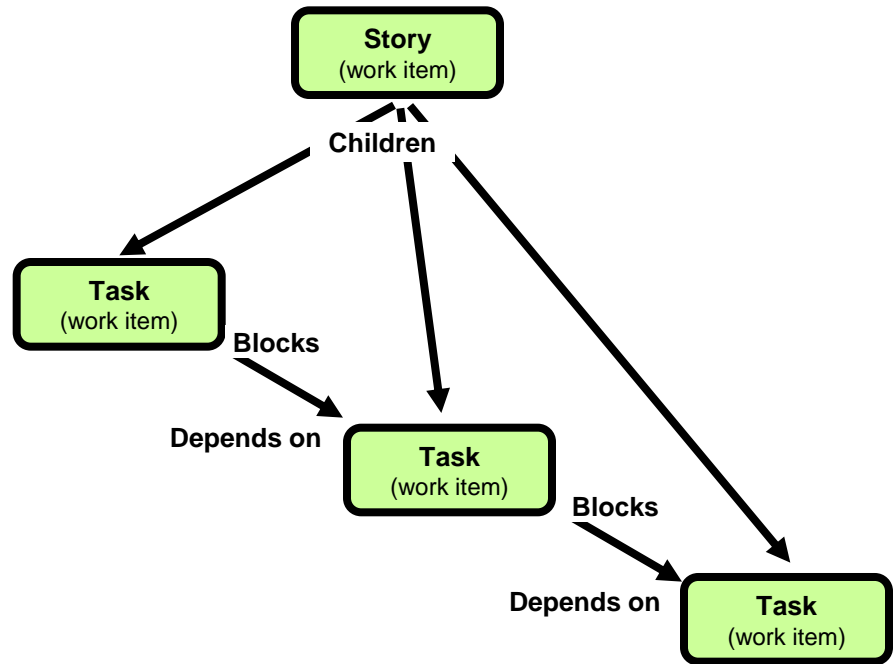 Story
(work item)
Children
Task
(work item)
Blocks
Depends on
Task
(work item)
Blocks
Depends on
Task
(work item)